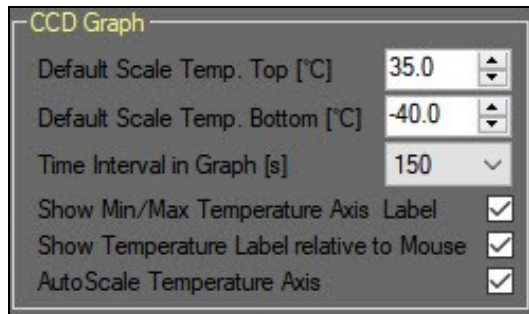 CCD Graph
Default Scale Temp. Top [°C] 35.0
Default Scale Temp. Bottom [°C] -40.0
Time Interval in Graph [s] 150
Show Min/Max Temperature Axis Label
Show Temperature Label relative to Mouse
AutoScale Temperature Axis